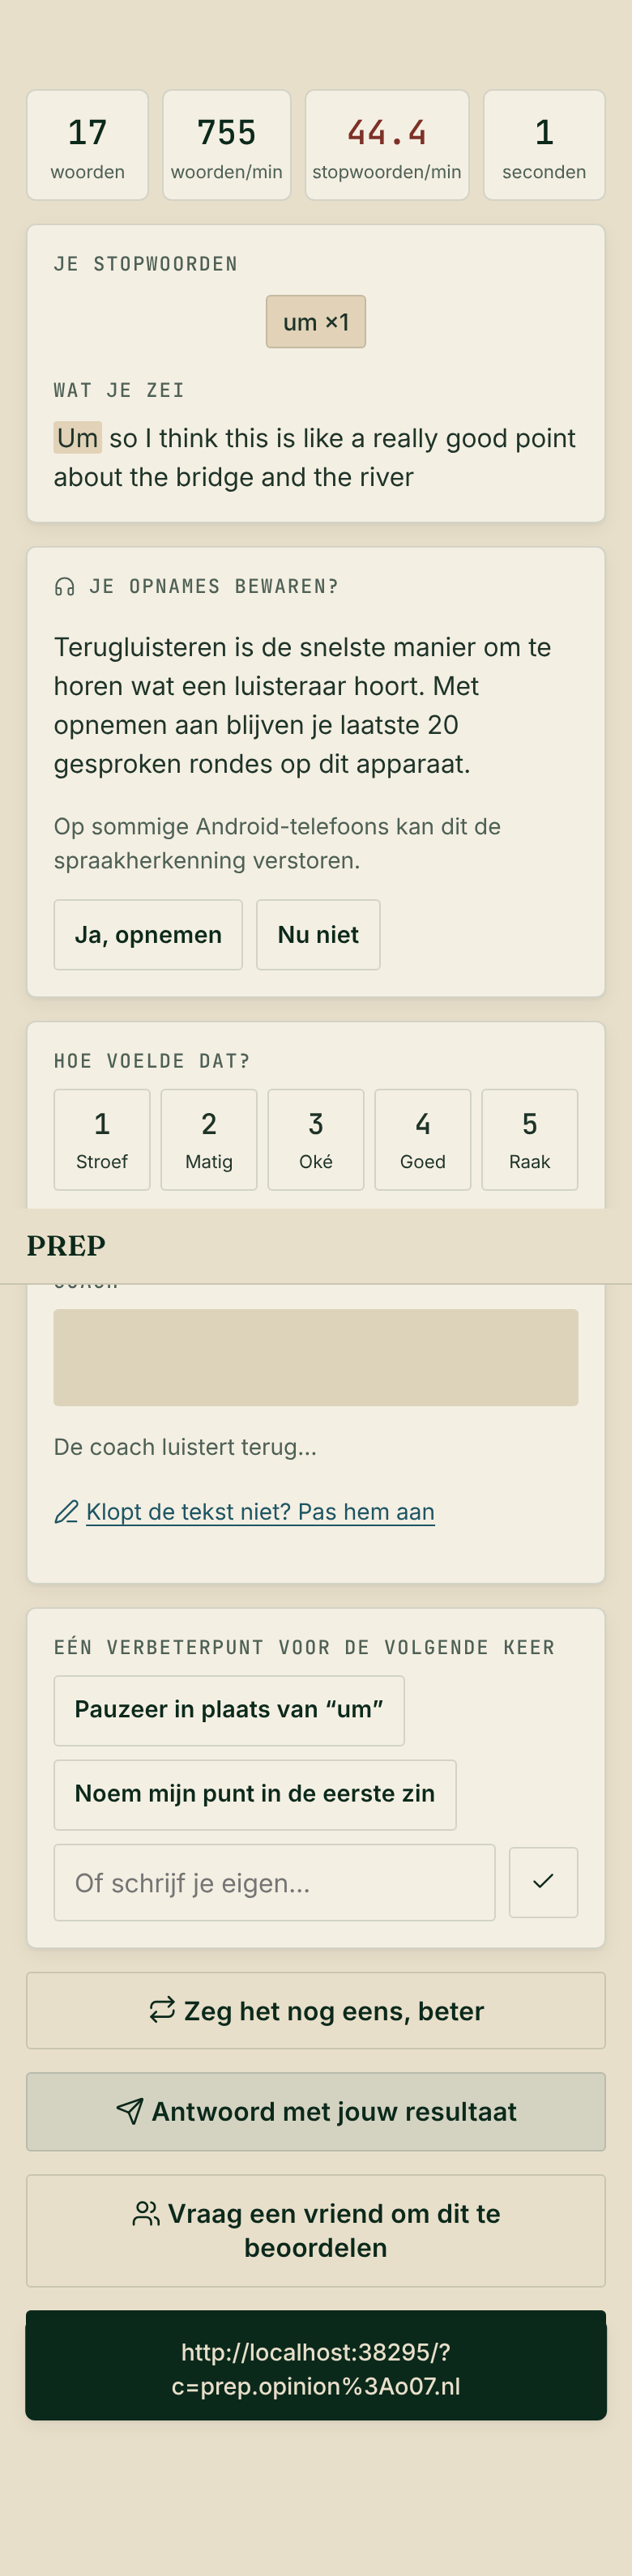 17
woorden
755
woorden/min
44.4
stopwoorden/min
1
seconden
JE STOPWOORDEN
um ×1
WAT JE ZEI
Um so I think this is like a really good point
about the bridge and the river
JE OPNAMES BEWAREN?
Terugluisteren is de snelste manier om te
horen wat een luisteraar hoort. Met
opnemen aan blijven je laatste 20
gesproken rondes op dit apparaat.
Op sommige Android-telefoons kan dit de
spraakherkenning verstoren.
Ja, opnemen
Nu niet
HOE VOELDE DAT?
1
Stroef
2
Matig
3
Oké
4
Goed
5
Raak
PREP
De coach luistert terug…
Klopt de tekst niet? Pas hem aan
EÉN VERBETERPUNT VOOR DE VOLGENDE KEER
Pauzeer in plaats van “um”
Noem mijn punt in de eerste zin
Of schrijf je eigen…
Zeg het nog eens, beter
Antwoord met jouw resultaat
Vraag een vriend om dit te
beoordelen
http://localhost:38295/?
c=prep.opinion%3Ao07.nl